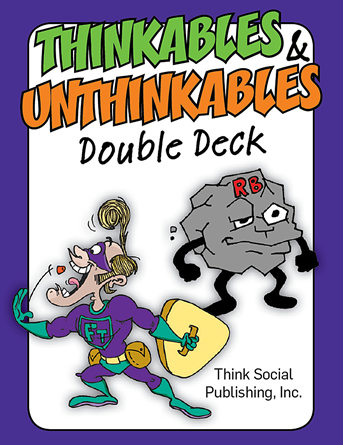 THINKABLES &
UNTHINKABLES
Double Deck
RB
FT
Think Social
Publishing, Inc.